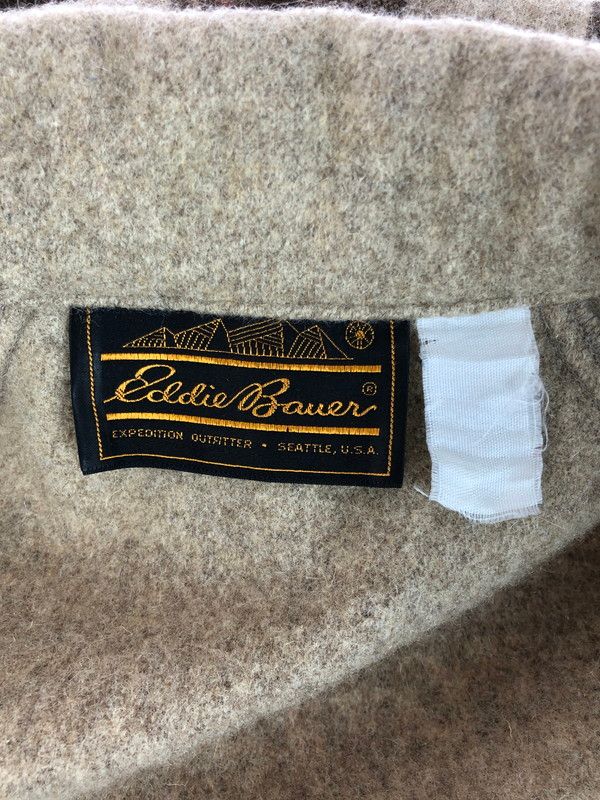 Eddie Bauer ®
EXPEDITION OUTFITTER • SEATTLE, U.S.A.